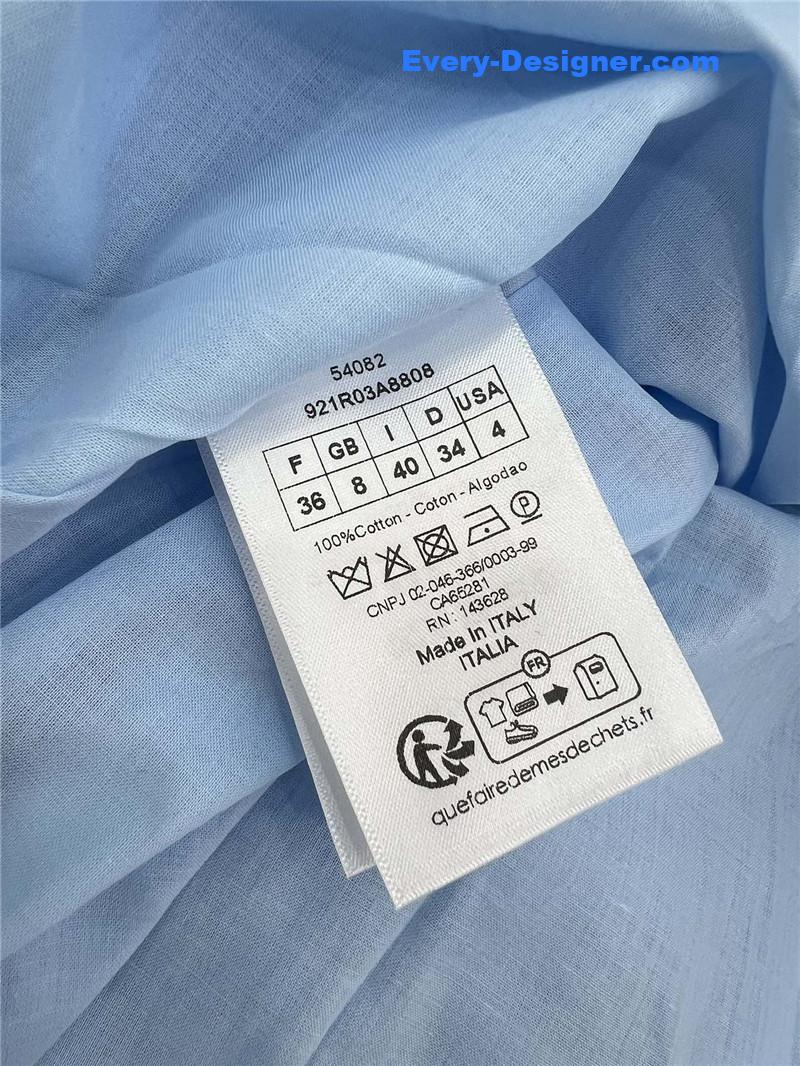 Every-Designer.com
54082
921R03A8808
F GB I D USA
36 8 40 34 4
100%Cotton - Coton - Algodao
P
CNPJ 02-046-366/0003-99
CA65281
RN: 143628
Made In ITALY
ITALIA
FR
quefairedemesdechets.fr